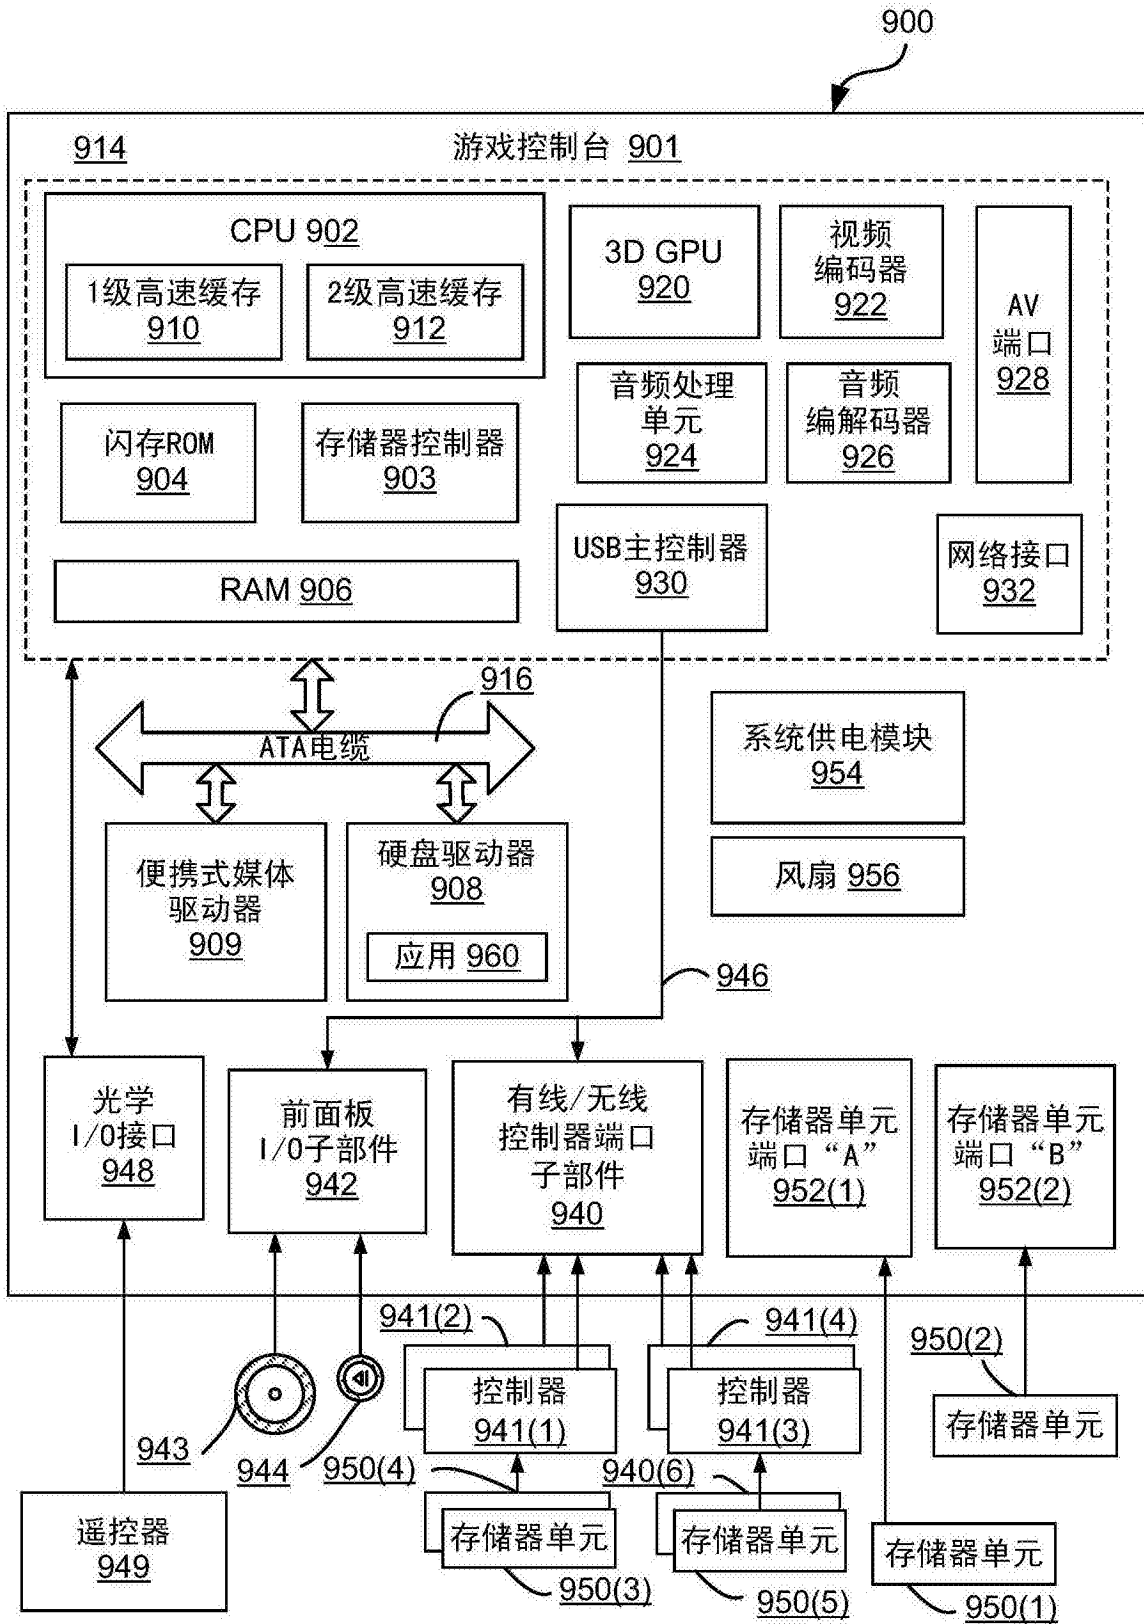 900
914
游戏控制台 901
CPU 902
1级高速缓存
910
2级高速缓存
912
3D GPU
920
视频
编码器
922
AV
端口
928
闪存ROM
904
存储器控制器
903
音频处理
单元
924
音频
编解码器
926
RAM 906
USB主控制器
930
网络接口
932
916
ATA电缆
系统供电模块
954
便携式媒体
驱动器
909
硬盘驱动器
908
应用 960
风扇 956
946
光学
I/O接口
948
前面板
I/O子部件
942
有线/无线
控制器端口
子部件
940
存储器单元
端口“A”
952(1)
存储器单元
端口“B”
952(2)
941(2)
941(4)
950(2)
控制器
941(1)
控制器
941(3)
存储器单元
943
944
950(4)
940(6)
遥控器
949
存储器单元
存储器单元
存储器单元
950(3)
950(5)
950(1)